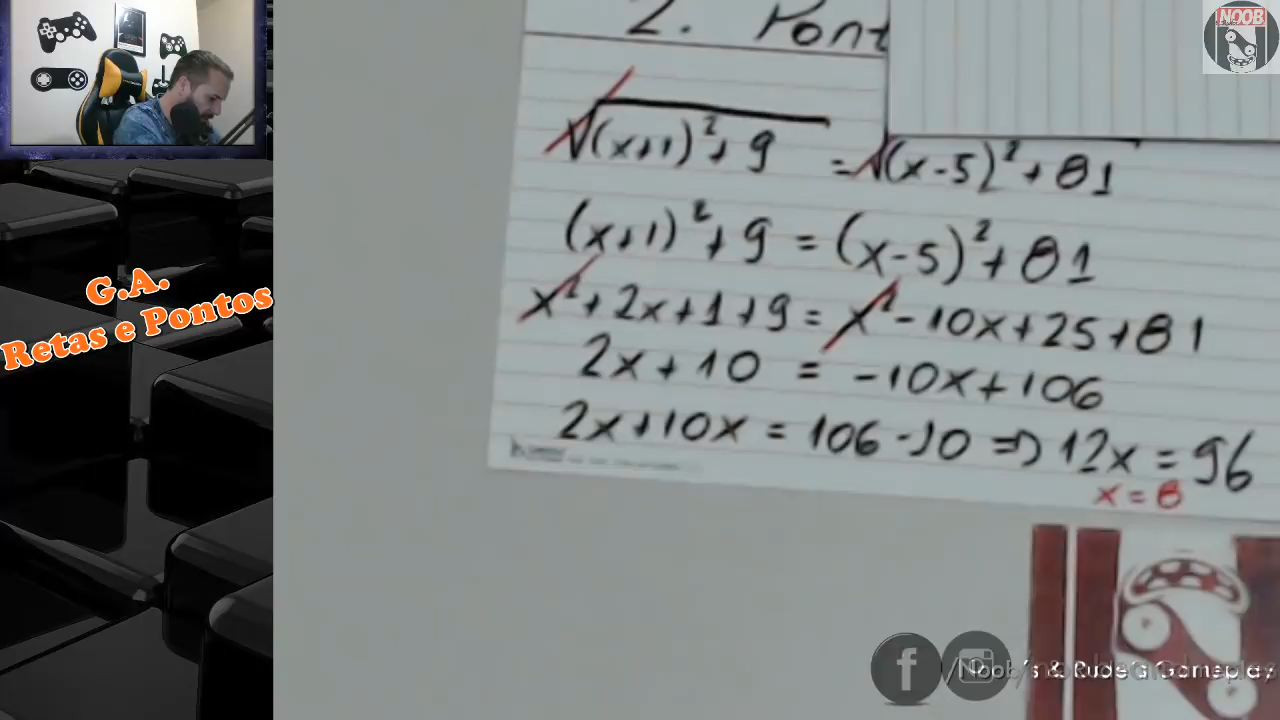 NOOB
2. Pont
√(x+1)²+9 = √(x-5)²+81
(x+1)²+9 = (x-5)²+81
x²+2x+1+9 = x²-10x+25+81
2x+10 = -10x+106
2x+10x = 106-10 => 12x = 96
x = 8
G.A.
Retas e Pontos
/Noob's & Rude's Gameplay